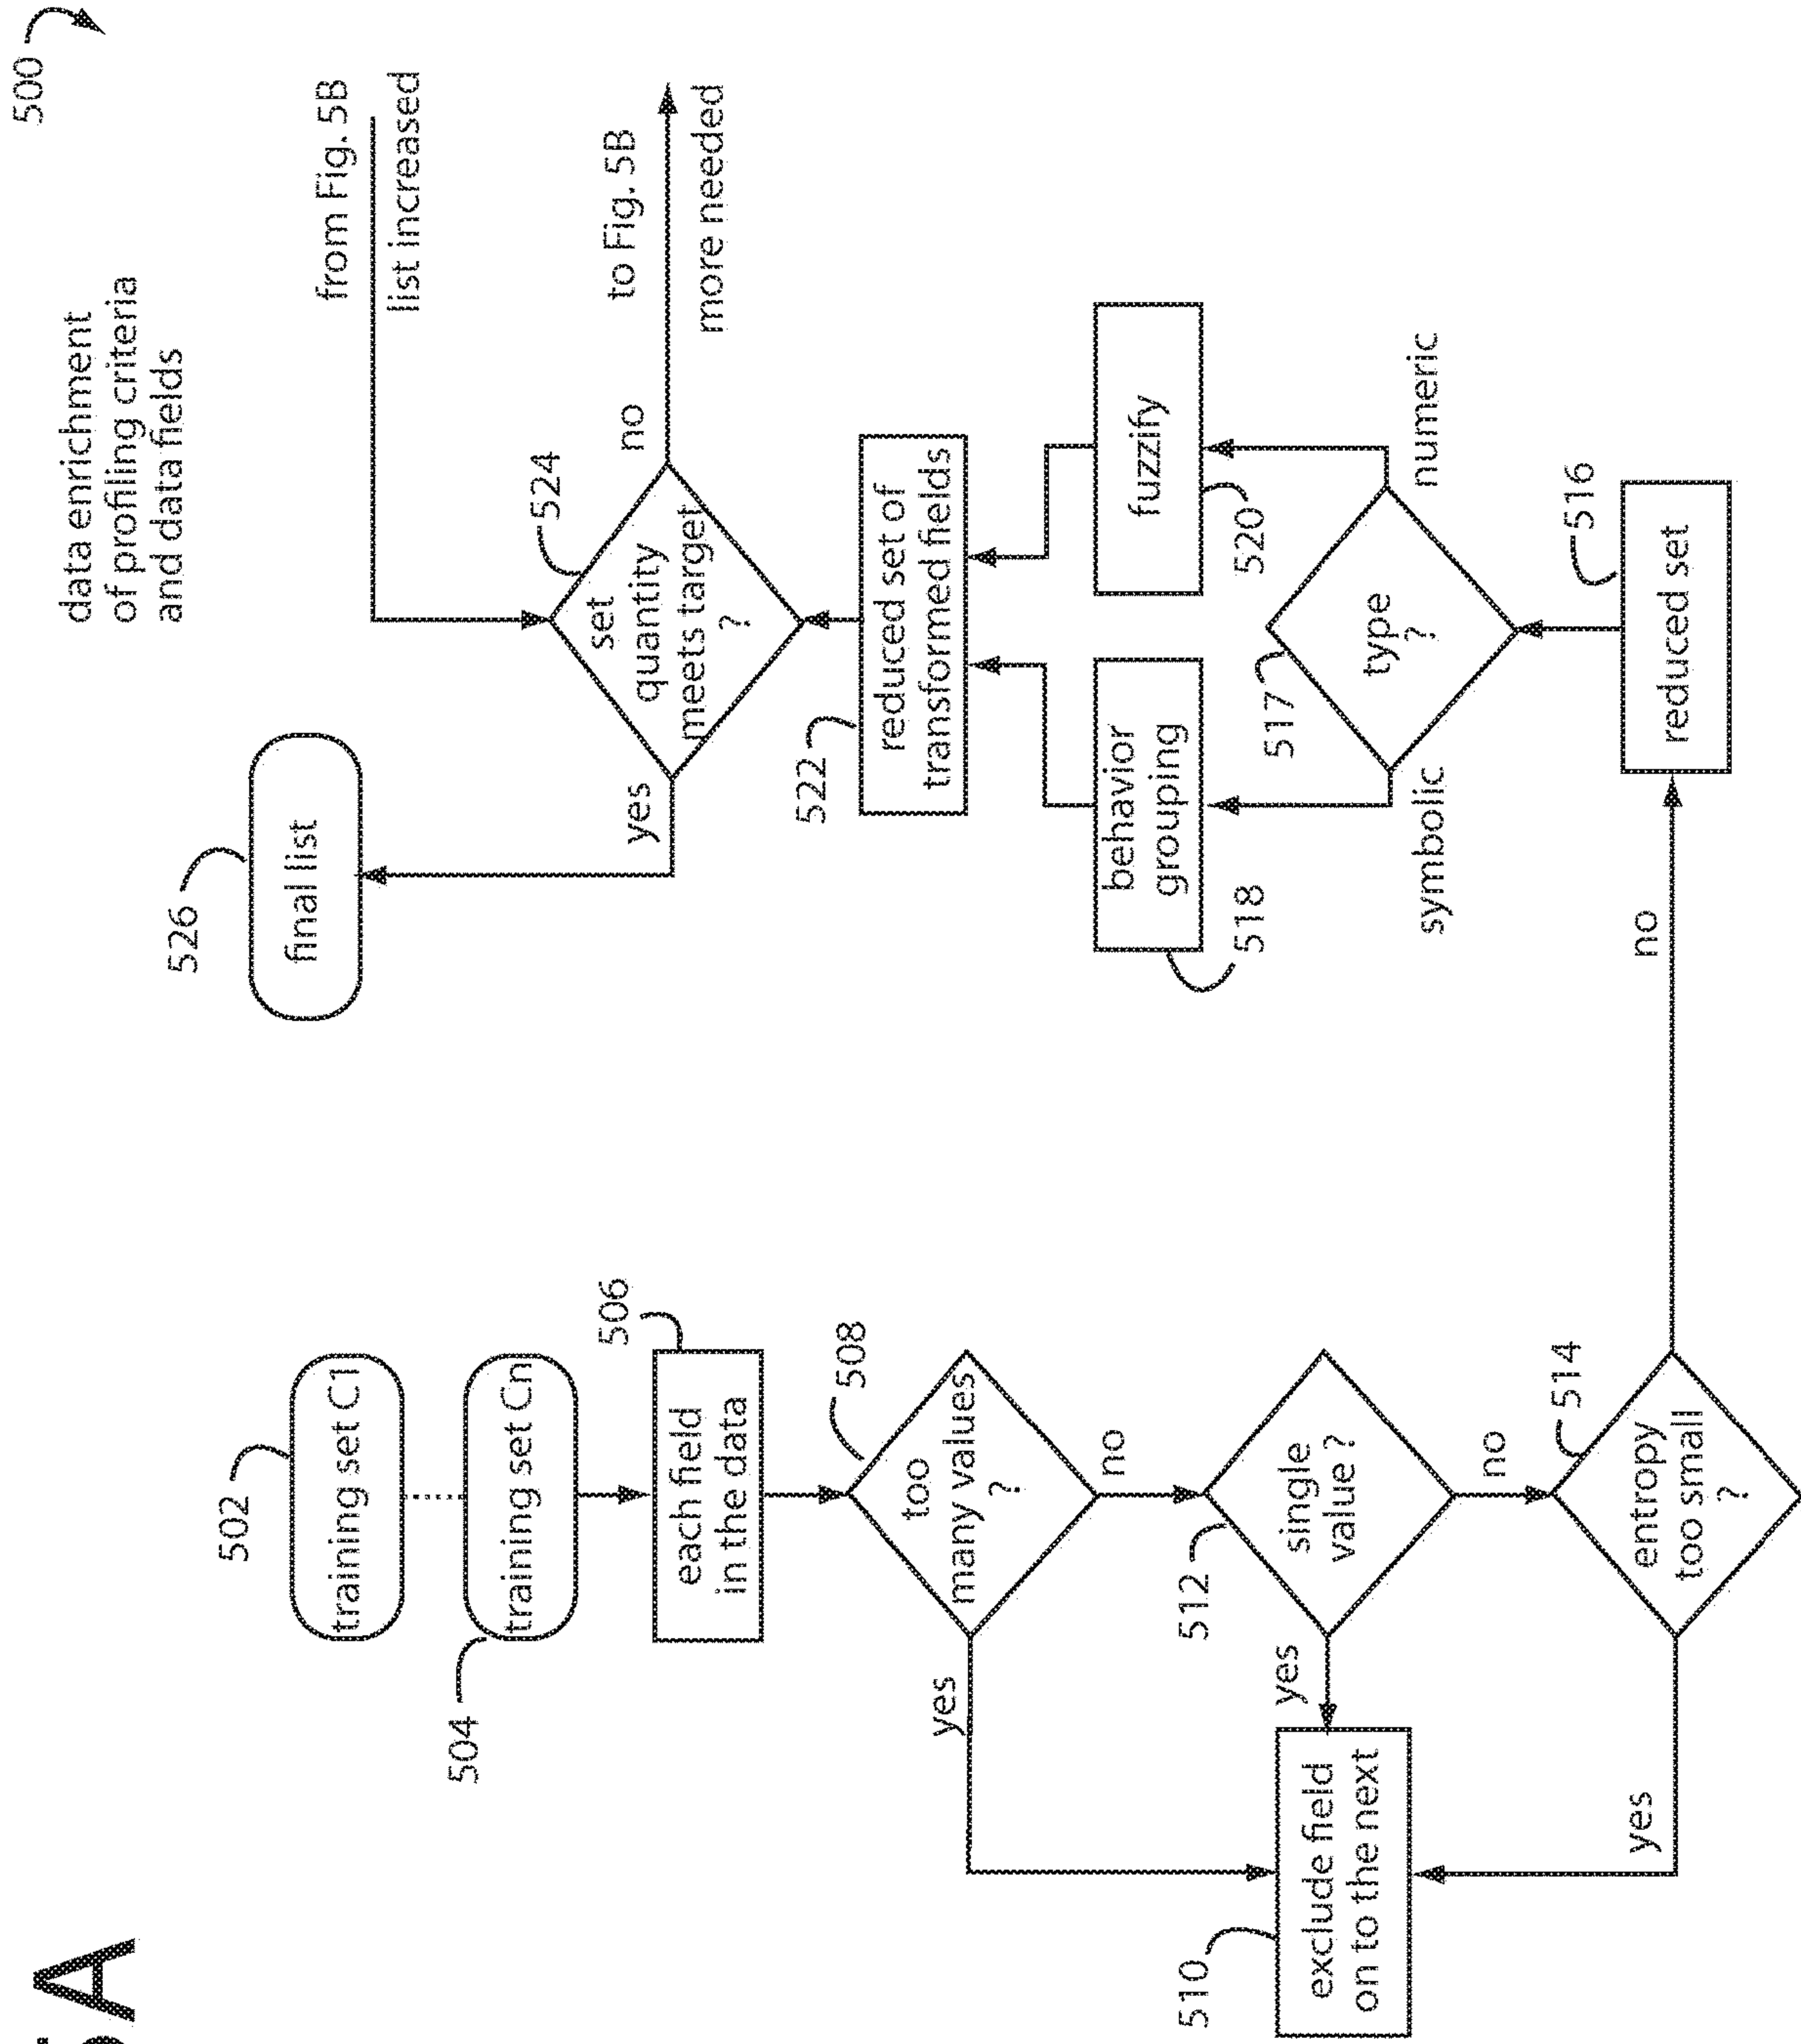 5A
500
data enrichment
of profiling criteria
and data fields
502
training set C1
504
training set Cn
506
each field
in the data
508
too
many values
?
yes
no
510
exclude field
on to the next
512
single
value ?
yes
no
514
entropy
too small
?
yes
no
516
reduced set
517
type
?
symbolic
numeric
518
behavior
grouping
520
fuzzify
522
reduced set of
transformed fields
524
set
quantity
meets target
?
yes
no
from Fig. 5B
list increased
to Fig. 5B
more needed
526
final list